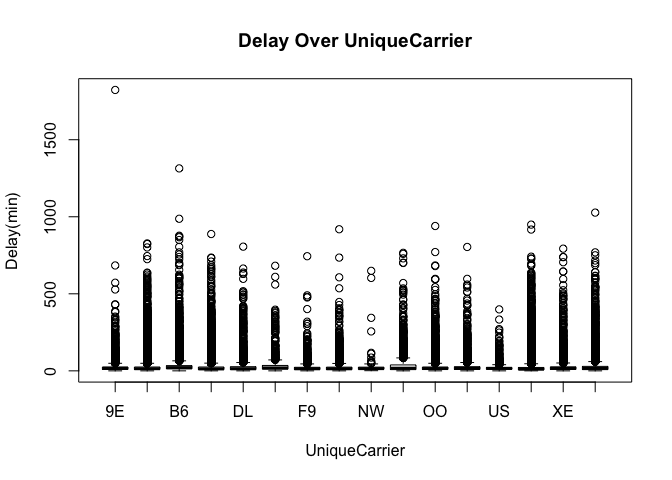 Delay Over UniqueCarrier
Delay(min)
1500
1000
500
0
9E B6 DL F9 NW OO US XE
UniqueCarrier